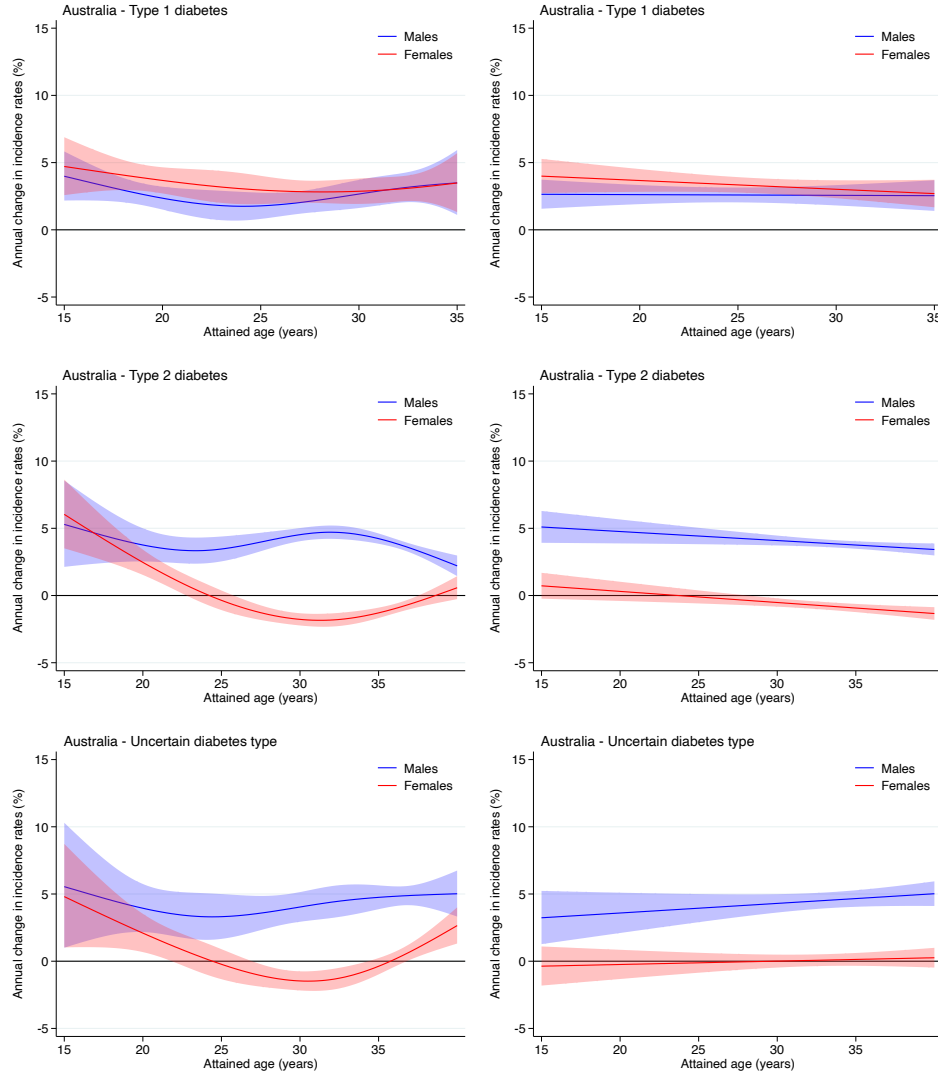 Australia - Type 1 diabetes
Males
Females
Annual change in incidence rates (%)
15
10
5
0
-5
15 20 25 30 35
Attained age (years)
Australia - Type 1 diabetes
Males
Females
Annual change in incidence rates (%)
15
10
5
0
-5
15 20 25 30 35
Attained age (years)
Australia - Type 2 diabetes
Males
Females
Annual change in incidence rates (%)
15
10
5
0
-5
15 20 25 30 35
Attained age (years)
Australia - Type 2 diabetes
Males
Females
Annual change in incidence rates (%)
15
10
5
0
-5
15 20 25 30 35
Attained age (years)
Australia - Uncertain diabetes type
Males
Females
Annual change in incidence rates (%)
15
10
5
0
-5
15 20 25 30 35
Attained age (years)
Australia - Uncertain diabetes type
Males
Females
Annual change in incidence rates (%)
15
10
5
0
-5
15 20 25 30 35
Attained age (years)